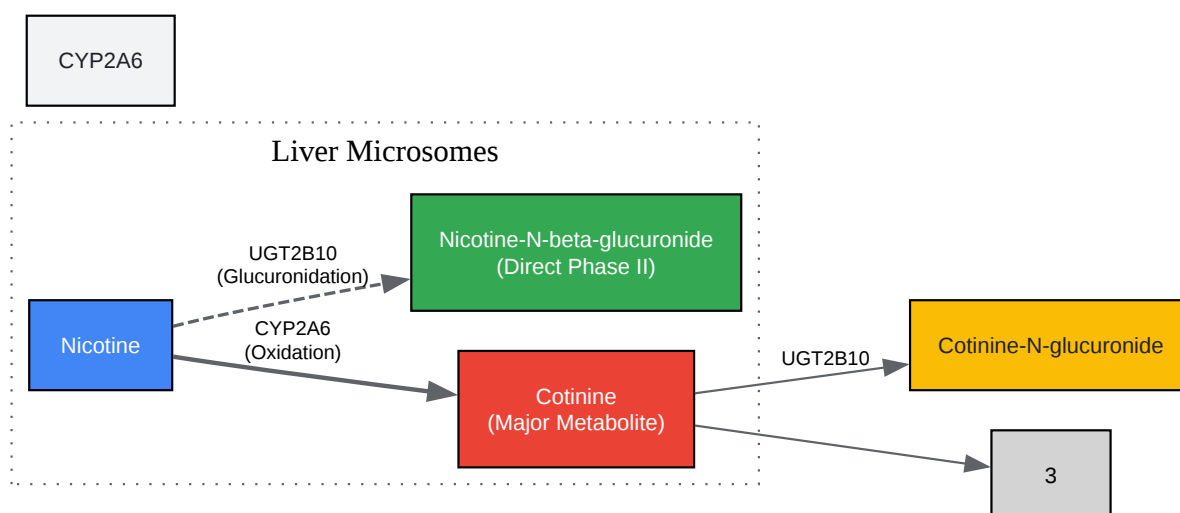 CYP2A6
Liver Microsomes
Nicotine-N-beta-glucuronide
(Direct Phase II)
UGT2B10
(Glucuronidation)
Nicotine
CYP2A6
(Oxidation)
Cotinine
(Major Metabolite)
UGT2B10
Cotinine-N-glucuronide
3